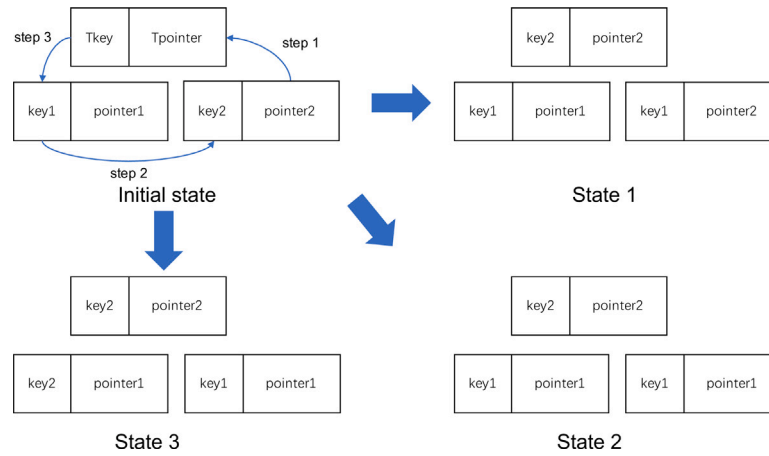 step 3
Tkey Tpointer
step 1
key1 pointer1
key2 pointer2
step 2
Initial state
key2 pointer2
key1 pointer1
key1 pointer2
State 1
key2 pointer2
key2 pointer1
key1 pointer1
State 3
key2 pointer2
key1 pointer1
key1 pointer1
State 2